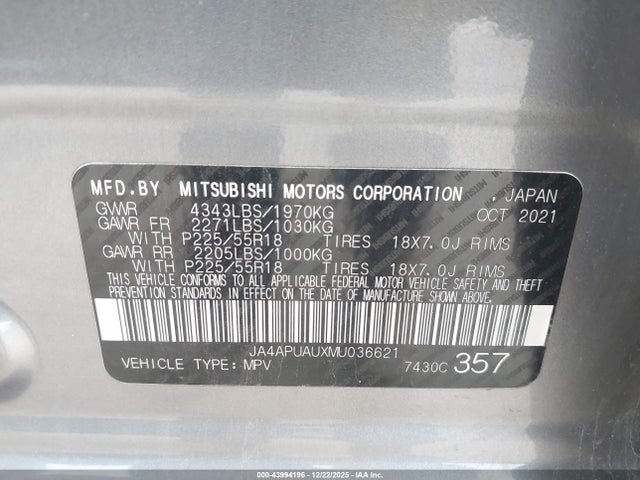 MFD.BY MITSUBISHI MOTORS CORPORATION , JAPAN
GVWR 4343LBS/1970KG OCT 2021
GAWR FR 2271LBS/1030KG
WITH P225/55R18 TIRES 18X7.0J RIMS
GAWR RR 2205LBS/1000KG
WITH P225/55R18 TIRES 18X7.0J RIMS
THIS VEHICLE CONFORMS TO ALL APPLICABLE FEDERAL MOTOR VEHICLE SAFETY AND THEFT
PREVENTION STANDARDS IN EFFECT ON THE DATE OF MANUFACTURE SHOWN ABOVE.
JA4APUAUXMU036621
VEHICLE TYPE: MPV 7430C 357
000-43994196 - 12/22/2025 - IAAI.COM